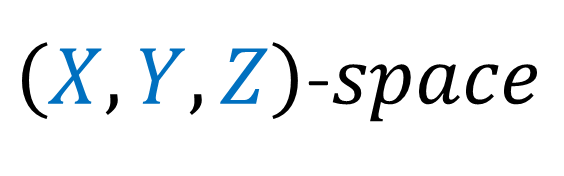 (X, Y, Z)-space